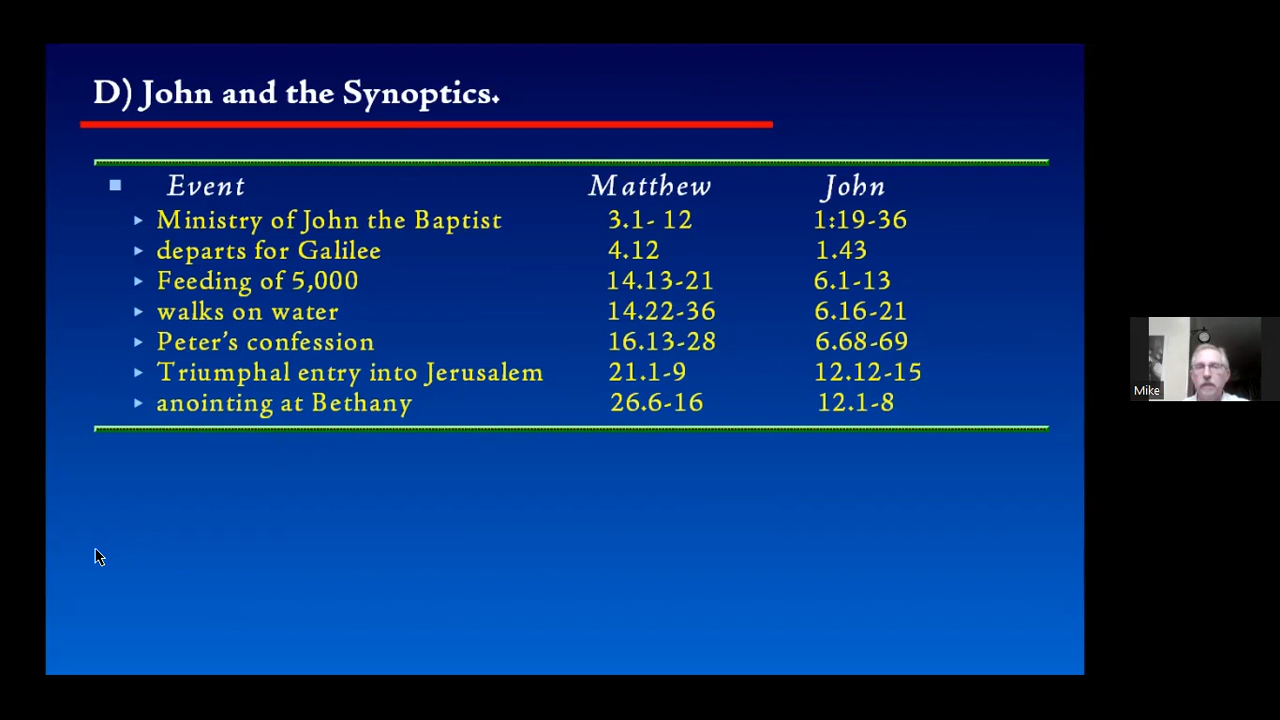 D) John and the Synoptics.
Event Matthew John
Ministry of John the Baptist 3.1- 12 1:19-36
departs for Galilee 4.12 1.43
Feeding of 5,000 14.13-21 6.1-13
walks on water 14.22-36 6.16-21
Peter's confession 16.13-28 6.68-69
Triumphal entry into Jerusalem 21.1-9 12.12-15
anointing at Bethany 26.6-16 12.1-8
Mike